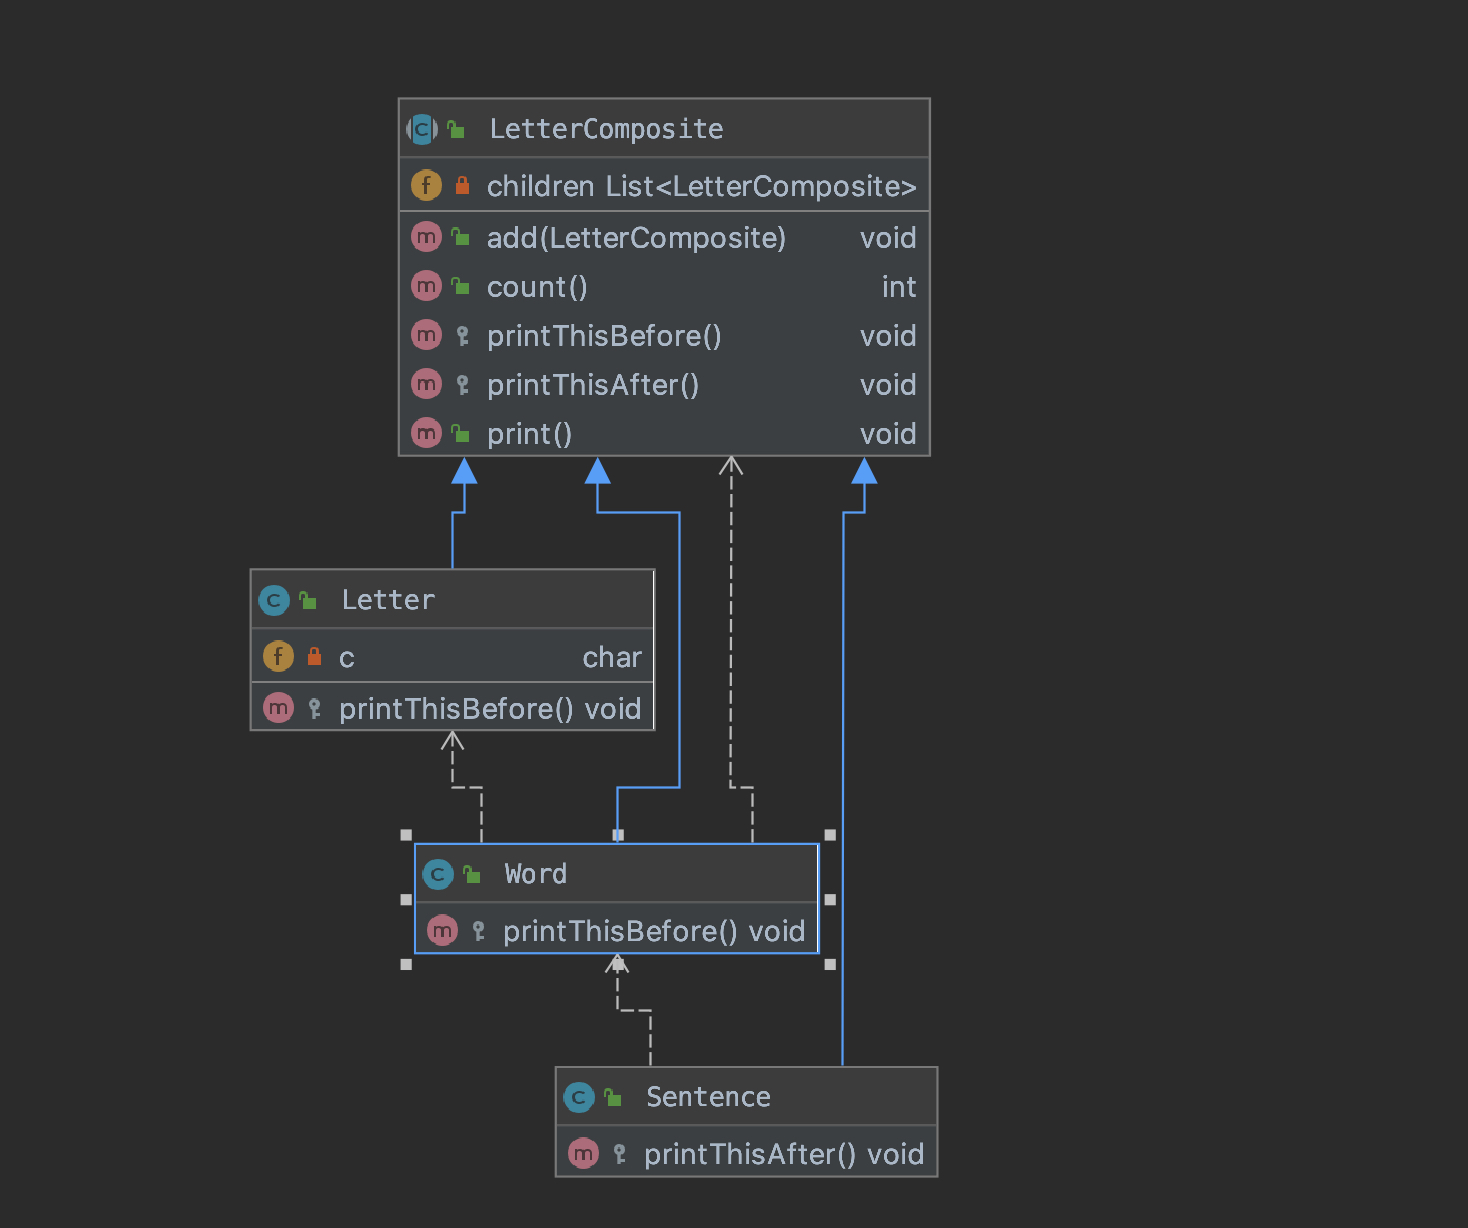 LetterComposite
f children List<LetterComposite>
m add(LetterComposite) void
m count() int
m printThisBefore() void
m printThisAfter() void
m print() void
C Letter
f c char
m printThisBefore() void
C Word
m printThisBefore() void
C Sentence
m printThisAfter() void